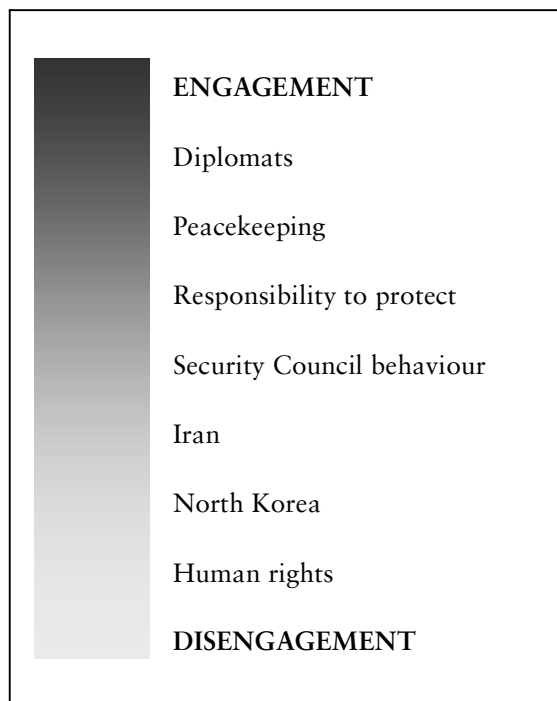 ENGAGEMENT
Diplomats
Peacekeeping
Responsibility to protect
Security Council behaviour
Iran
North Korea
Human rights
DISENGAGEMENT